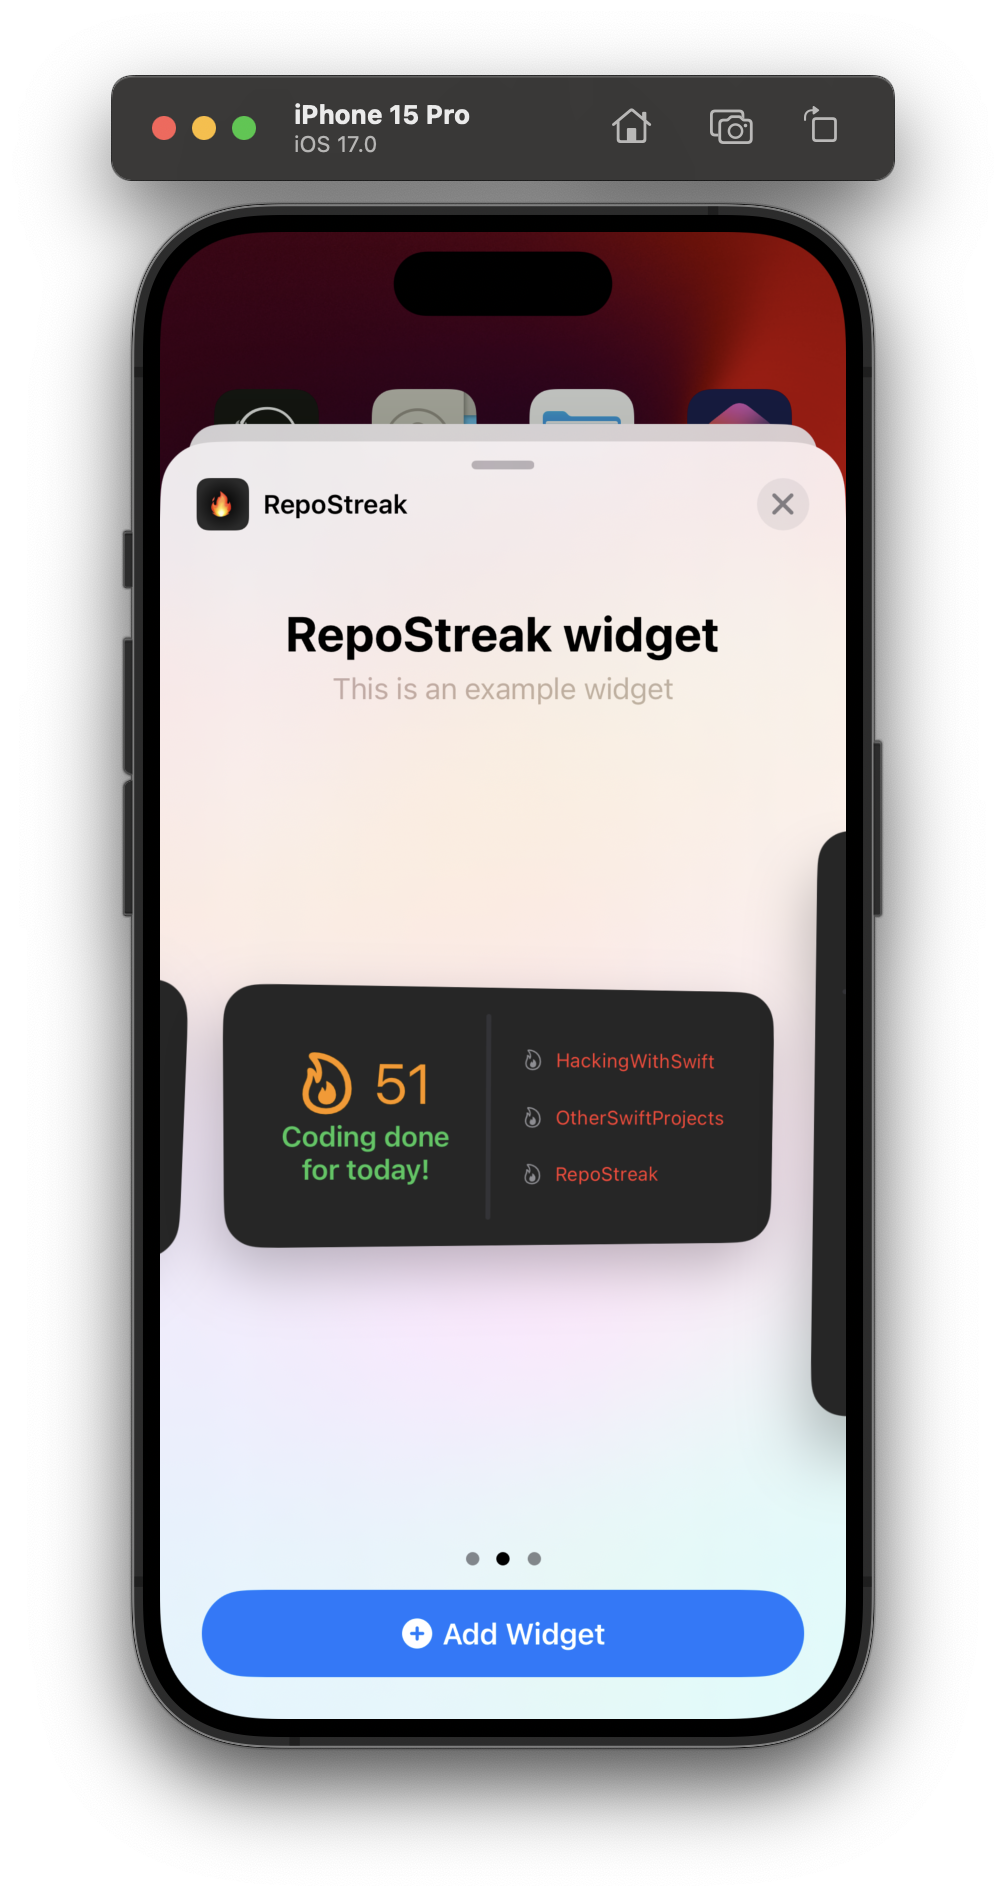 iPhone 15 Pro
iOS 17.0
RepoStreak
RepoStreak widget
This is an example widget
51
Coding done
for today!
HackingWithSwift
OtherSwiftProjects
RepoStreak
Add Widget